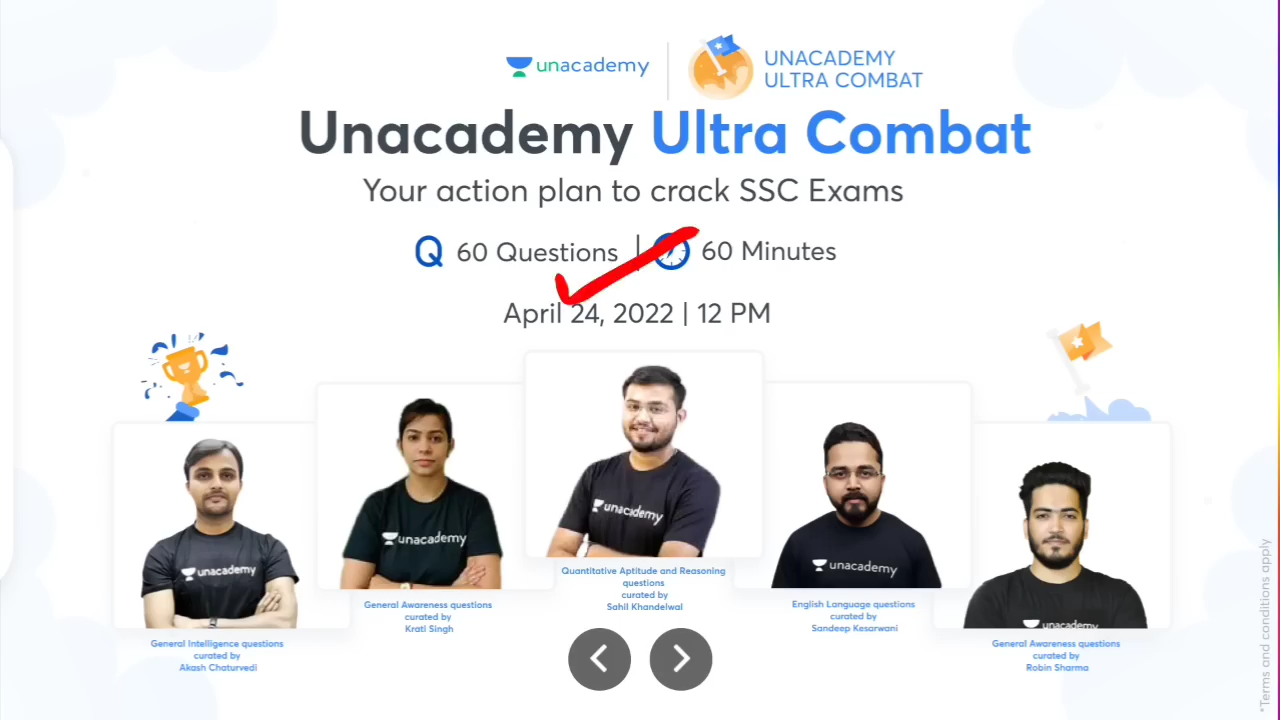 unacademy
UNACADEMY
ULTRA COMBAT
Unacademy Ultra Combat
Your action plan to crack SSC Exams
Q 60 Questions | 60 Minutes
April 24, 2022 | 12 PM
unacademy
unacademy
unacademy
unacademy
unacademy
General Intelligence questions
curated by
Akash Chaturvedi
General Awareness questions
curated by
Krati Singh
Quantitative Aptitude and Reasoning
questions
curated by
Sahil Khandelwal
English Language questions
curated by
Sandeep Kesarwani
General Awareness questions
curated by
Robin Sharma
*Terms and conditions apply